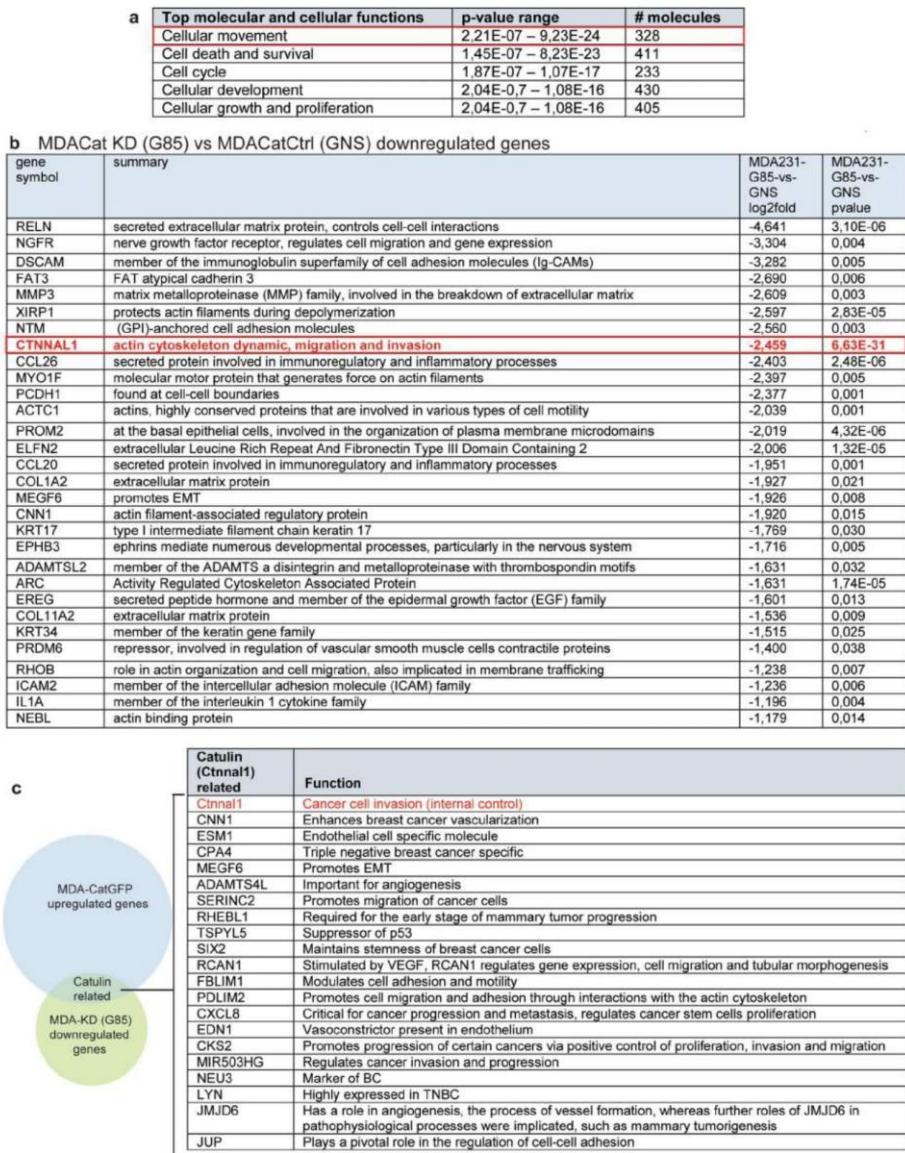 a
Top molecular and cellular functions p-value range # molecules
Cellular movement 2,21E-07 – 9,23E-24 328
Cell death and survival 1,45E-07 – 8,23E-23 411
Cell cycle 1,87E-07 – 1,07E-17 233
Cellular development 2,04E-0,7 – 1,08E-16 430
Cellular growth and proliferation 2,04E-0,7 – 1,08E-16 405
b MDACat KD (G85) vs MDACatCtrl (GNS) downregulated genes
gene symbol summary MDA231-G85-vs-GNS log2fold MDA231-G85-vs-GNS pvalue
RELN secreted extracellular matrix protein, controls cell-cell interactions -4,641 3,10E-06
NGFR nerve growth factor receptor, regulates cell migration and gene expression -3,304 0,004
DSCAM member of the immunoglobulin superfamily of cell adhesion molecules (Ig-CAMs) -3,282 0,005
FAT3 FAT atypical cadherin 3 -2,690 0,006
MMP3 matrix metalloproteinase (MMP) family, involved in the breakdown of extracellular matrix -2,609 0,003
XIRP1 protects actin filaments during depolymerization -2,597 2,83E-05
NTM (GPI)-anchored cell adhesion molecules -2,560 0,003
CTNNAL1 actin cytoskeleton dynamic, migration and invasion -2,459 6,63E-31
CCL26 secreted protein involved in immunoregulatory and inflammatory processes -2,403 2,48E-06
MYO1F molecular motor protein that generates force on actin filaments -2,397 0,005
PCDH1 found at cell-cell boundaries -2,377 0,001
ACTC1 actins, highly conserved proteins that are involved in various types of cell motility -2,039 0,001
PROM2 at the basal epithelial cells, involved in the organization of plasma membrane microdomains -2,019 4,32E-06
ELFN2 extracellular Leucine Rich Repeat And Fibronectin Type III Domain Containing 2 -2,006 1,32E-05
CCL20 secreted protein involved in immunoregulatory and inflammatory processes -1,951 0,001
COL1A2 extracellular matrix protein -1,927 0,021
MEGF6 promotes EMT -1,926 0,008
CNN1 actin filament-associated regulatory protein -1,920 0,015
KRT17 type I intermediate filament chain keratin 17 -1,769 0,030
EPHB3 ephrins mediate numerous developmental processes, particularly in the nervous system -1,716 0,005
ADAMTSL2 member of the ADAMTS a disintegrin and metalloproteinase with thrombospondin motifs -1,631 0,032
ARC Activity Regulated Cytoskeleton Associated Protein -1,631 1,74E-05
EREG secreted peptide hormone and member of the epidermal growth factor (EGF) family -1,601 0,013
COL11A2 extracellular matrix protein -1,536 0,009
KRT34 member of the keratin gene family -1,515 0,025
PRDM6 repressor, involved in regulation of vascular smooth muscle cells contractile proteins -1,400 0,038
RHOB role in actin organization and cell migration, also implicated in membrane trafficking -1,238 0,007
ICAM2 member of the intercellular adhesion molecule (ICAM) family -1,236 0,006
IL1A member of the interleukin 1 cytokine family -1,196 0,004
NEBL actin binding protein -1,179 0,014
c
MDA-CatGFP
upregulated genes
Catulin
related
MDA-KD (G85)
downregulated
genes
Catulin (Ctnnal1) related Function
Ctnnal1 Cancer cell invasion (internal control)
CNN1 Enhances breast cancer vascularization
ESM1 Endothelial cell specific molecule
CPA4 Triple negative breast cancer specific
MEGF6 Promotes EMT
ADAMTS4L Important for angiogenesis
SERINC2 Promotes migration of cancer cells
RHEBL1 Required for the early stage of mammary tumor progression
TSPYL5 Suppressor of p53
SIX2 Maintains stemness of breast cancer cells
RCAN1 Stimulated by VEGF, RCAN1 regulates gene expression, cell migration and tubular morphogenesis
FBLIM1 Modulates cell adhesion and motility
PDLIM2 Promotes cell migration and adhesion through interactions with the actin cytoskeleton
CXCL8 Critical for cancer progression and metastasis, regulates cancer stem cells proliferation
EDN1 Vasoconstrictor present in endothelium
CKS2 Promotes progression of certain cancers via positive control of proliferation, invasion and migration
MIR503HG Regulates cancer invasion and progression
NEU3 Marker of BC
LYN Highly expressed in TNBC
JMJD6 Has a role in angiogenesis, the process of vessel formation, whereas further roles of JMJD6 in
pathophysiological processes were implicated, such as mammary tumorigenesis
JUP Plays a pivotal role in the regulation of cell-cell adhesion